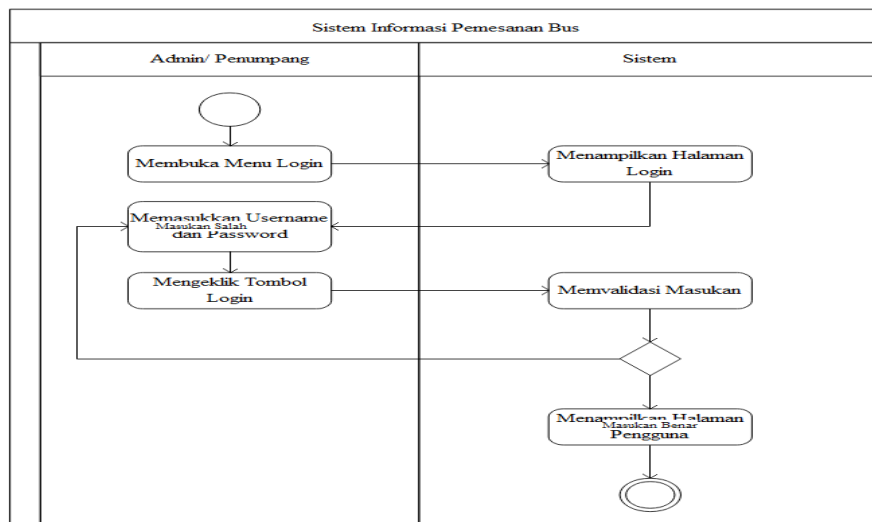 Sistem Informasi Pemesanan Bus
Admin/ Penumpang
Sistem
Membuka Menu Login
Menampilkan Halaman
Login
Memasukkan Username
Masukan Salah
dan Password
Mengeklik Tombol
Login
Memvalidasi Masukan
Menampilkan Halaman
Masukan Benar
Pengguna